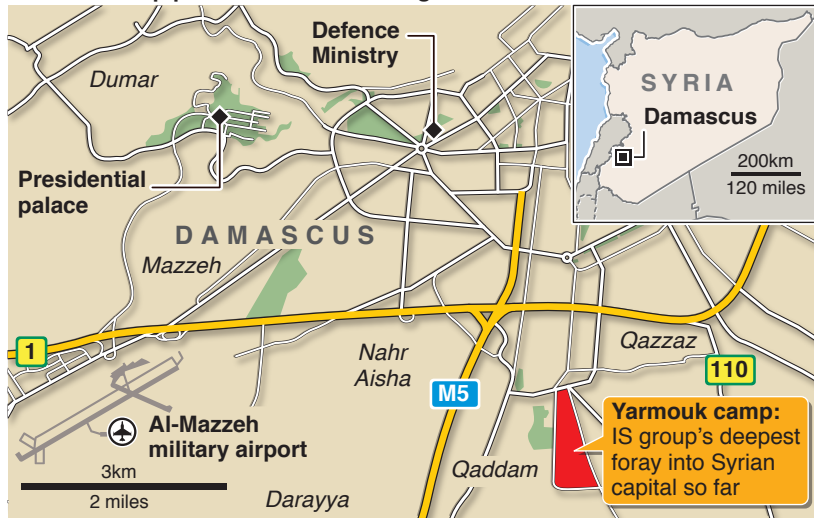 Defence
Ministry
Dumar
SYRIA
Damascus
200km
120 miles
Presidential
palace
DAMASCUS
Mazzeh
1
Nahr
Aisha
Qazzaz
M5
110
Al-Mazzeh
military airport
Yarmouk camp:
IS group's deepest
foray into Syrian
capital so far
3km
2 miles
Qaddam
Darayya